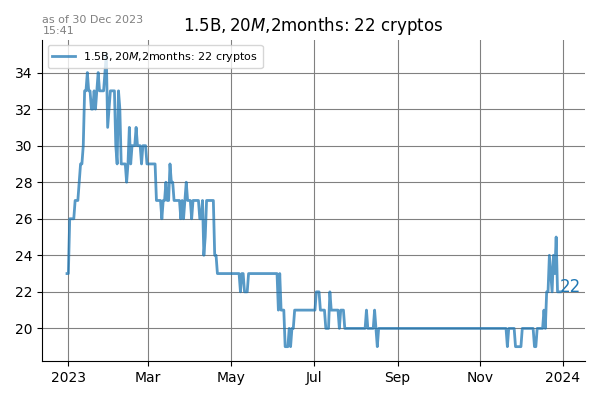 as of 30 Dec 2023
15:41
1.5B, 20M,2months: 22 cryptos
1.5B, 20M,2months: 22 cryptos
34
32
30
28
26
24
22
20
22
2023
Mar
May
Jul
Sep
Nov
2024